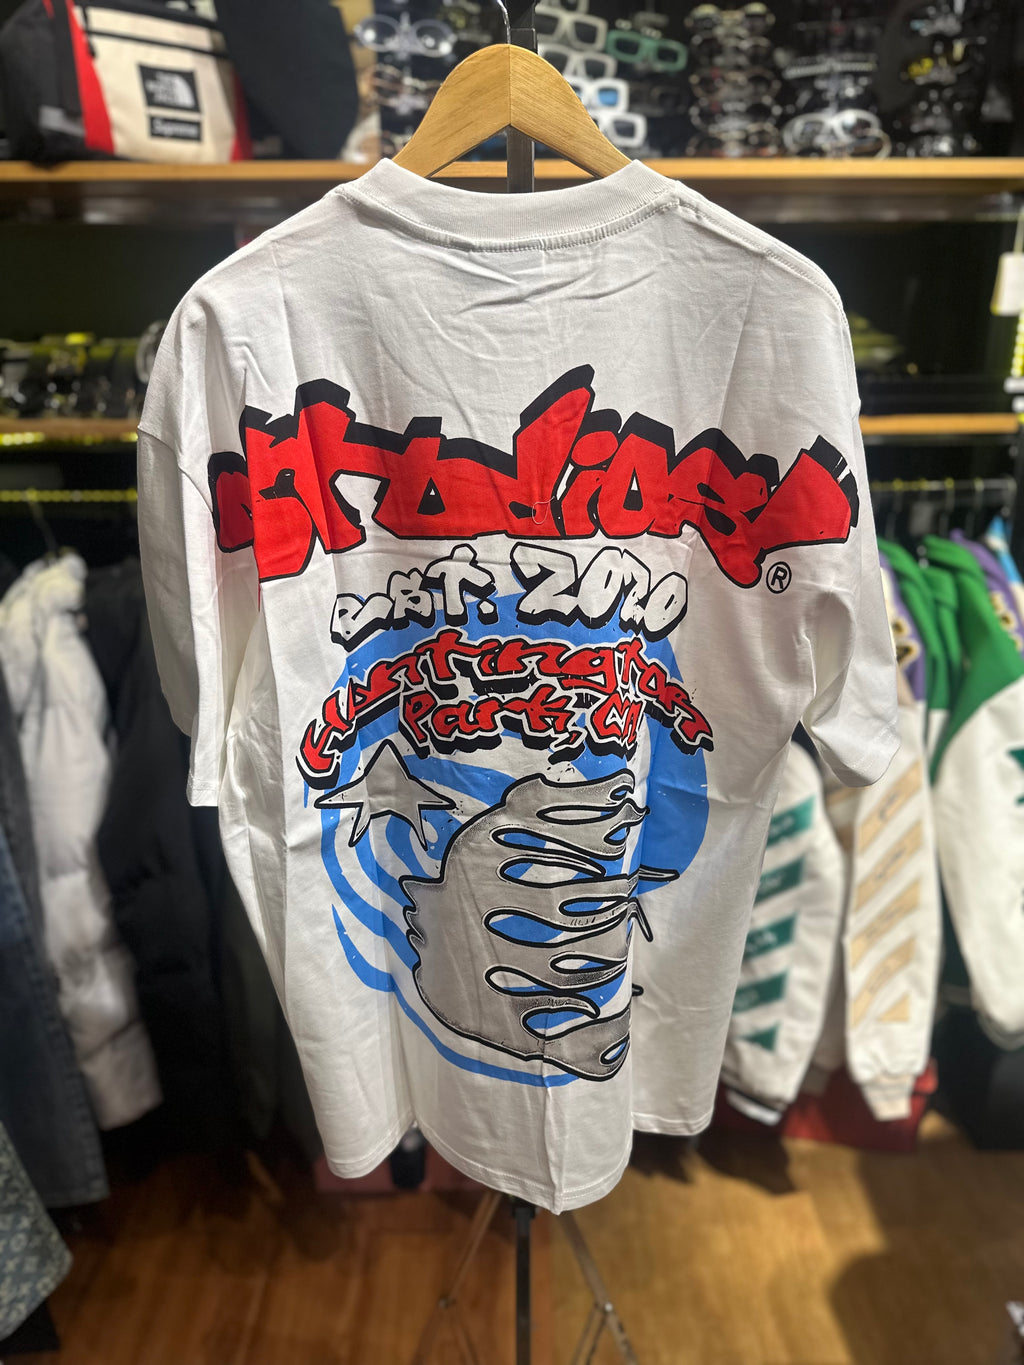 THE NORTH FACE
Supreme
Studios
®
EST. 2020
Huntington
Park, CA